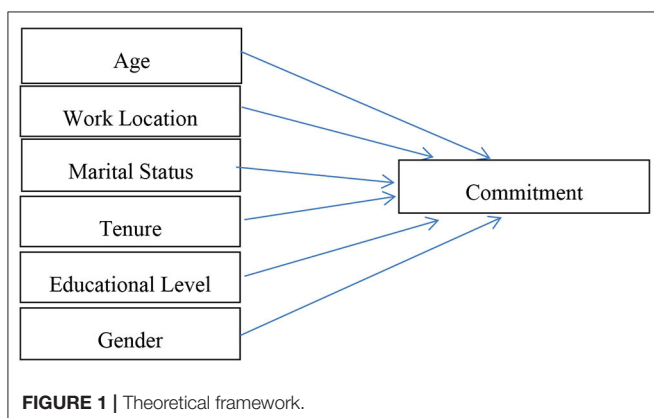 Age
Work Location
Marital Status
Tenure
Educational Level
Gender
Commitment
FIGURE 1 | Theoretical framework.